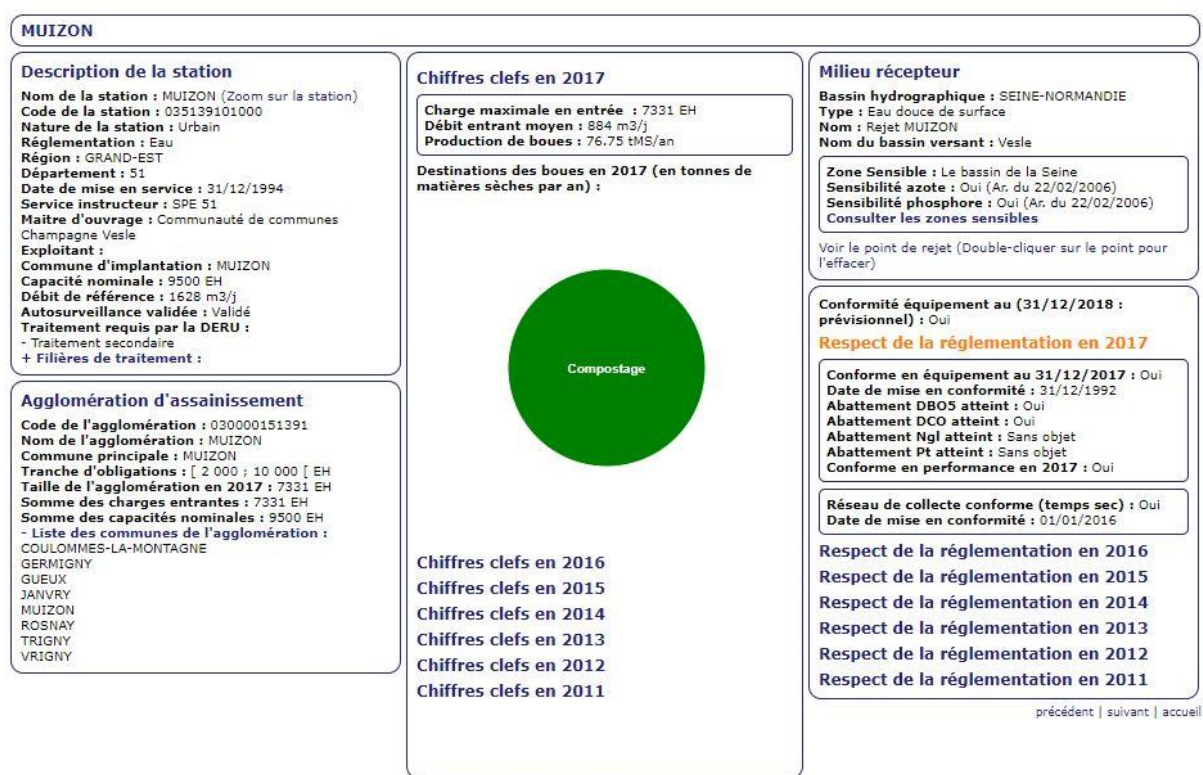 MUIZON
Description de la station
Nom de la station : MUIZON (Zoom sur la station)
Code de la station : 035139101000
Nature de la station : Urbain
Réglementation : Eau
Région : GRAND-EST
Département : 51
Date de mise en service : 31/12/1994
Service instructeur : SPE 51
Maitre d'ouvrage : Communauté de communes
Champagne Vesle
Exploitant :
Commune d'implantation : MUIZON
Capacité nominale : 9500 EH
Débit de référence : 1628 m3/j
Autosurveillance validée : Validé
Traitement requis par la DERU :
- Traitement secondaire
+ Filières de traitement :
Agglomération d'assainissement
Code de l'agglomération : 030000151391
Nom de l'agglomération : MUIZON
Commune principale : MUIZON
Tranche d'obligations : [ 2 000 ; 10 000 [ EH
Taille de l'agglomération en 2017 : 7331 EH
Somme des charges entrantes : 7331 EH
Somme des capacités nominales : 9500 EH
- Liste des communes de l'agglomération :
COULOMMES-LA-MONTAGNE
GERMIGNY
GUEUX
JANVRY
MUIZON
ROSNAY
TRIGNY
VRIGNY
Chiffres clefs en 2017
Charge maximale en entrée : 7331 EH
Débit entrant moyen : 884 m3/j
Production de boues : 76.75 tMS/an
Destinations des boues en 2017 (en tonnes de
matières sèches par an) :
Compostage
Chiffres clefs en 2016
Chiffres clefs en 2015
Chiffres clefs en 2014
Chiffres clefs en 2013
Chiffres clefs en 2012
Chiffres clefs en 2011
Milieu récepteur
Bassin hydrographique : SEINE-NORMANDIE
Type : Eau douce de surface
Nom : Rejet MUIZON
Nom du bassin versant : Vesle
Zone Sensible : Le bassin de la Seine
Sensibilité azote : Oui (Ar. du 22/02/2006)
Sensibilité phosphore : Oui (Ar. du 22/02/2006)
Consulter les zones sensibles
Voir le point de rejet (Double-cliquer sur le point pour
l'effacer)
Conformité équipement au (31/12/2018 :
prévisionnel) : Oui
Respect de la réglementation en 2017
Conforme en équipement au 31/12/2017 : Oui
Date de mise en conformité : 31/12/1992
Abattement DBO5 atteint : Oui
Abattement DCO atteint : Oui
Abattement Ngl atteint : Sans objet
Abattement Pt atteint : Sans objet
Conforme en performance en 2017 : Oui
Réseau de collecte conforme (temps sec) : Oui
Date de mise en conformité : 01/01/2016
Respect de la réglementation en 2016
Respect de la réglementation en 2015
Respect de la réglementation en 2014
Respect de la réglementation en 2013
Respect de la réglementation en 2012
Respect de la réglementation en 2011
précédent | suivant | accueil